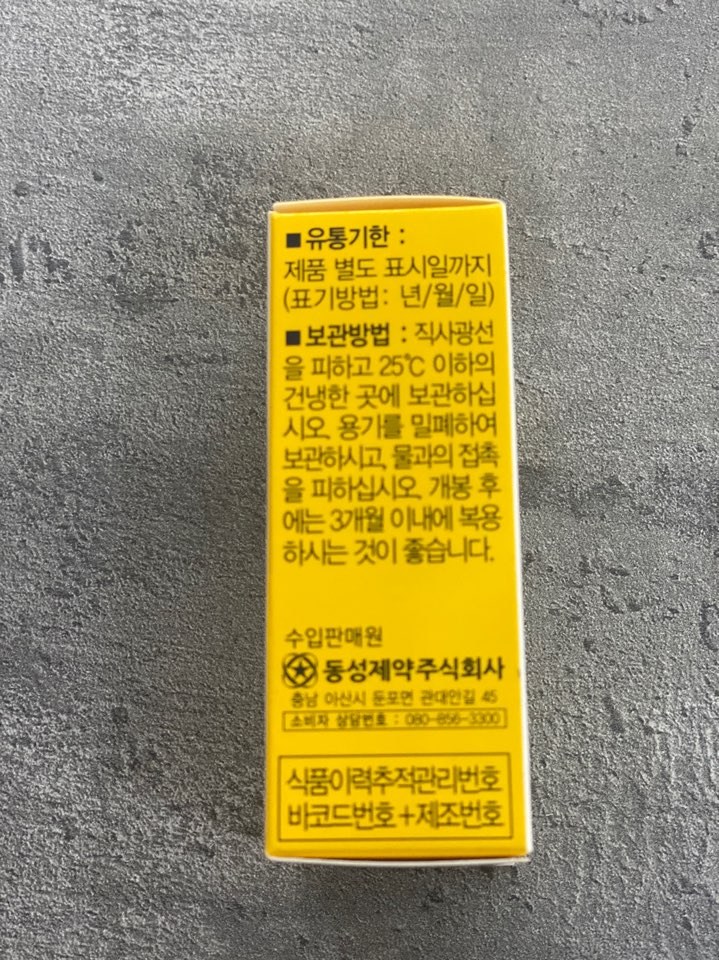 ■ 유통기한 :
제품 별도 표시일까지
(표기방법: 년/월/일)
■ 보관방법 : 직사광선
을 피하고 25℃ 이하의
건냉한 곳에 보관하십
시오. 용기를 밀폐하여
보관하시고, 물과의 접촉
을 피하십시오. 개봉 후
에는 3개월 이내에 복용
하시는 것이 좋습니다.
수입판매원
동성제약주식회사
충남 아산시 둔포면 관대안길 45
소비자 상담번호 : 080-856-3300
식품이력추적관리번호
바코드번호+제조번호